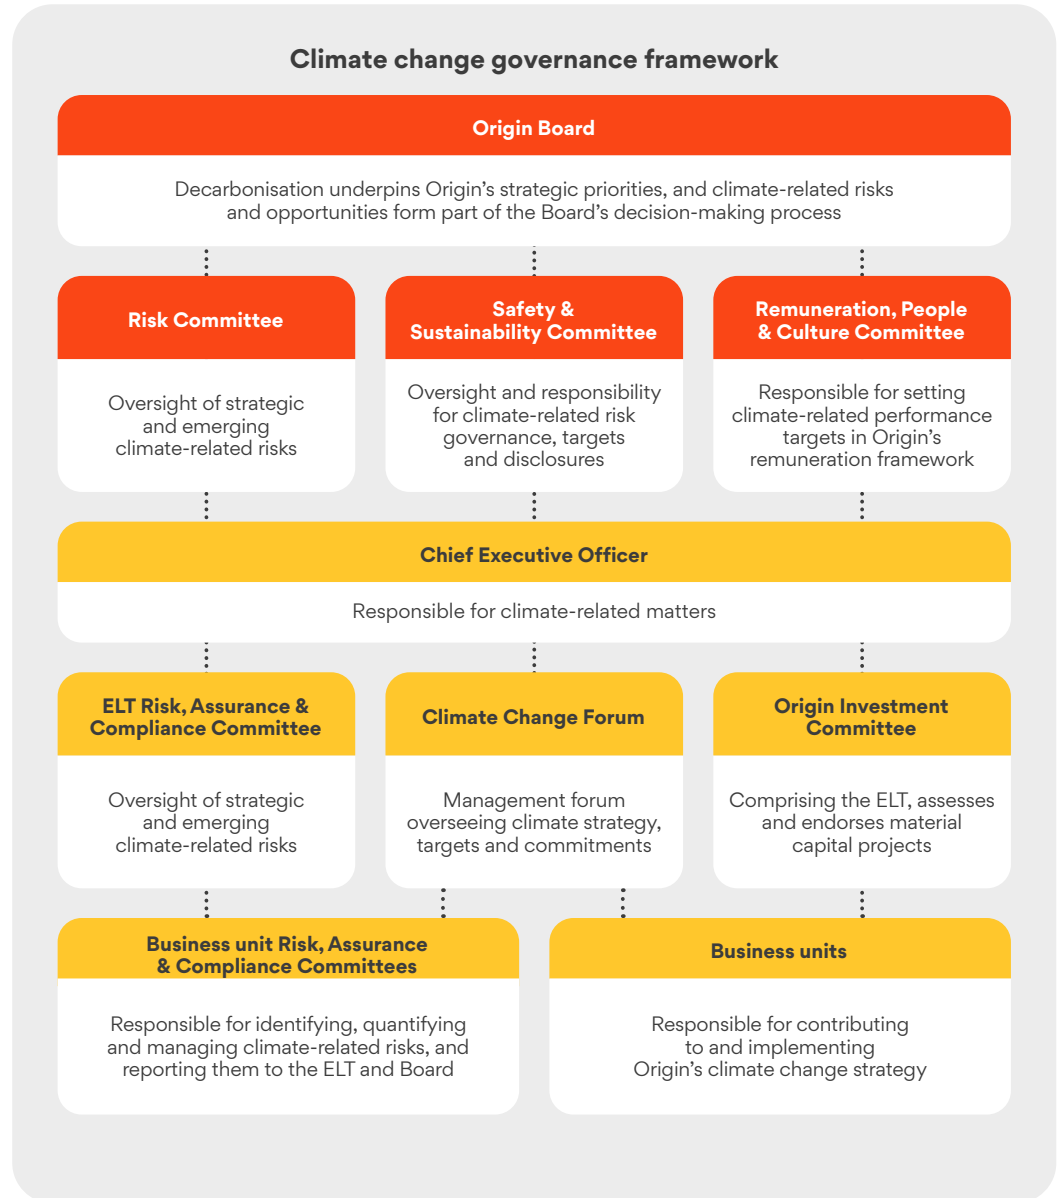 Climate change governance framework
Origin Board
Decarbonisation underpins Origin's strategic priorities, and climate-related risks
and opportunities form part of the Board's decision-making process
Risk Committee
Oversight of strategic
and emerging
climate-related risks
Safety &
Sustainability Committee
Oversight and responsibility
for climate-related risk
governance, targets
and disclosures
Remuneration, People
& Culture Committee
Responsible for setting
climate-related performance
targets in Origin's
remuneration framework
Chief Executive Officer
Responsible for climate-related matters
ELT Risk, Assurance &
Compliance Committee
Oversight of strategic
and emerging
climate-related risks
Climate Change Forum
Management forum
overseeing climate strategy,
targets and commitments
Origin Investment
Committee
Comprising the ELT, assesses
and endorses material
capital projects
Business unit Risk, Assurance
& Compliance Committees
Responsible for identifying, quantifying
and managing climate-related risks, and
reporting them to the ELT and Board
Business units
Responsible for contributing
to and implementing
Origin's climate change strategy